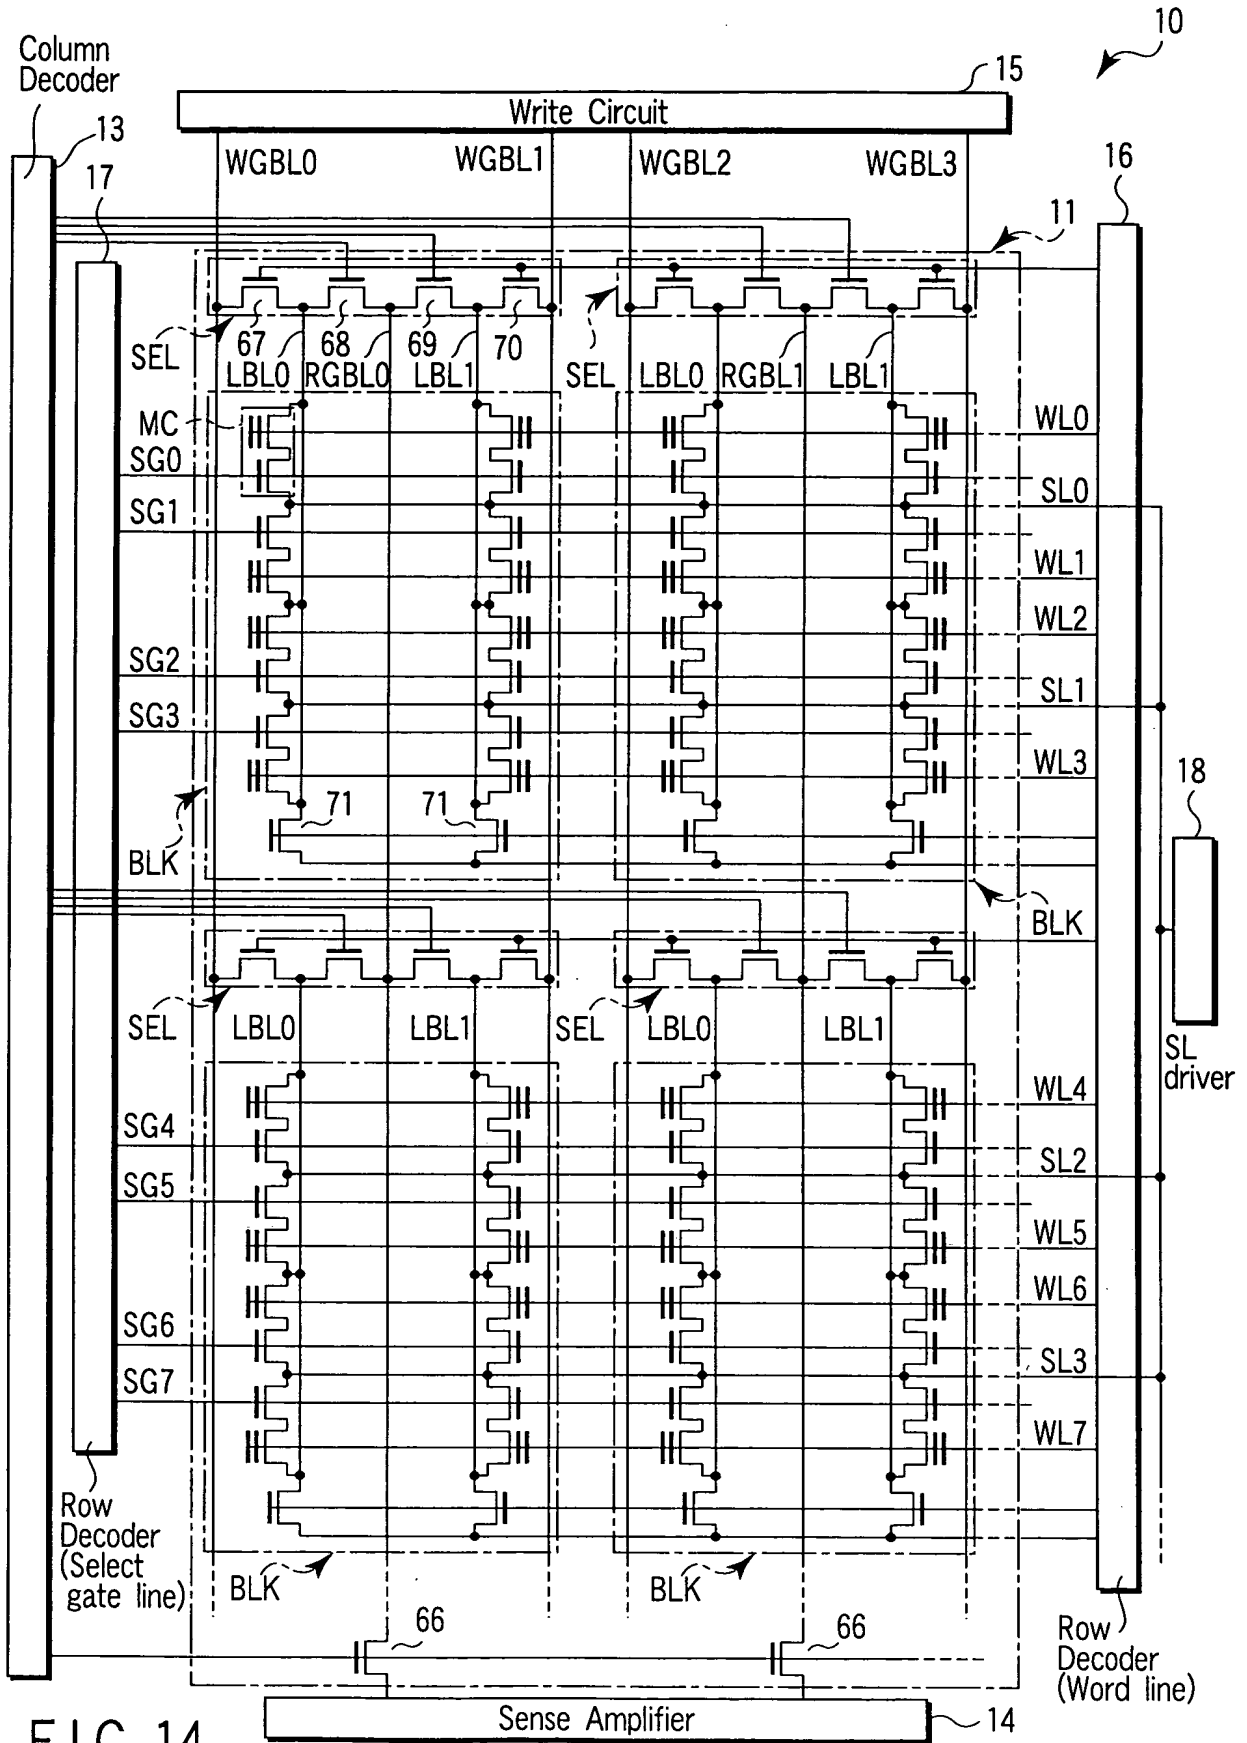 10
Column
Decoder
15
Write Circuit
13
WGBL0
WGBL1
WGBL2
WGBL3
16
17
11
67
68
69
70
SEL
SEL
LBL0
RGBL0
LBL1
LBL0
RGBL1
LBL1
MC
WL0
SG0
SL0
SG1
WL1
WL2
SG2
SL1
SG3
WL3
18
71
71
BLK
BLK
SEL
LBL0
LBL1
SEL
LBL0
LBL1
SL
driver
WL4
SG4
SL2
SG5
WL5
WL6
SG6
SL3
SG7
WL7
Row
Decoder
(Select
gate line)
BLK
BLK
66
66
Row
Decoder
(Word line)
Sense Amplifier
14
FIG. 14